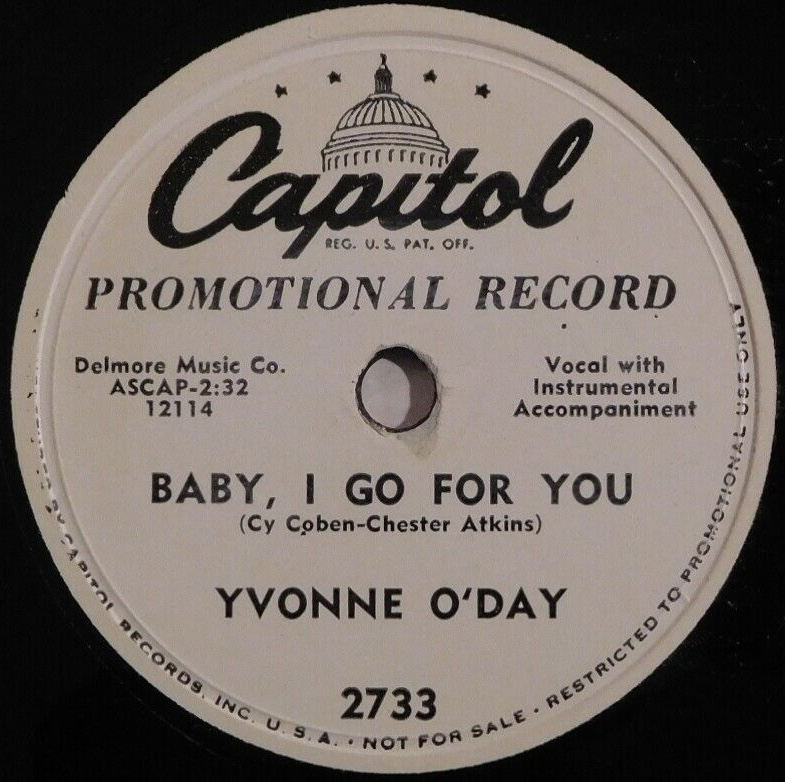 Capitol
REG. U. S. PAT. OFF.
PROMOTIONAL RECORD
Delmore Music Co.
ASCAP-2:32
12114
Vocal with
Instrumental
Accompaniment
BABY, I GO FOR YOU
(Cy Coben-Chester Atkins)
YVONNE O'DAY
2733
BY CAPITOL RECORDS, INC. U. S. A. • NOT FOR SALE • RESTRICTED TO PROMOTIONAL USE ONLY